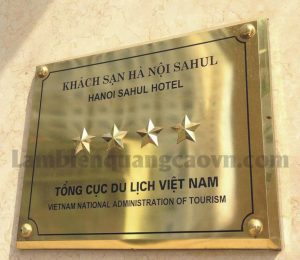 KHÁCH SẠN HÀ NỘI SAHUL
HANOI SAHUL HOTEL
Lambienquangcaovn.com
TỔNG CỤC DU LỊCH VIỆT NAM
VIETNAM NATIONAL ADMINISTRATION OF TOURISM